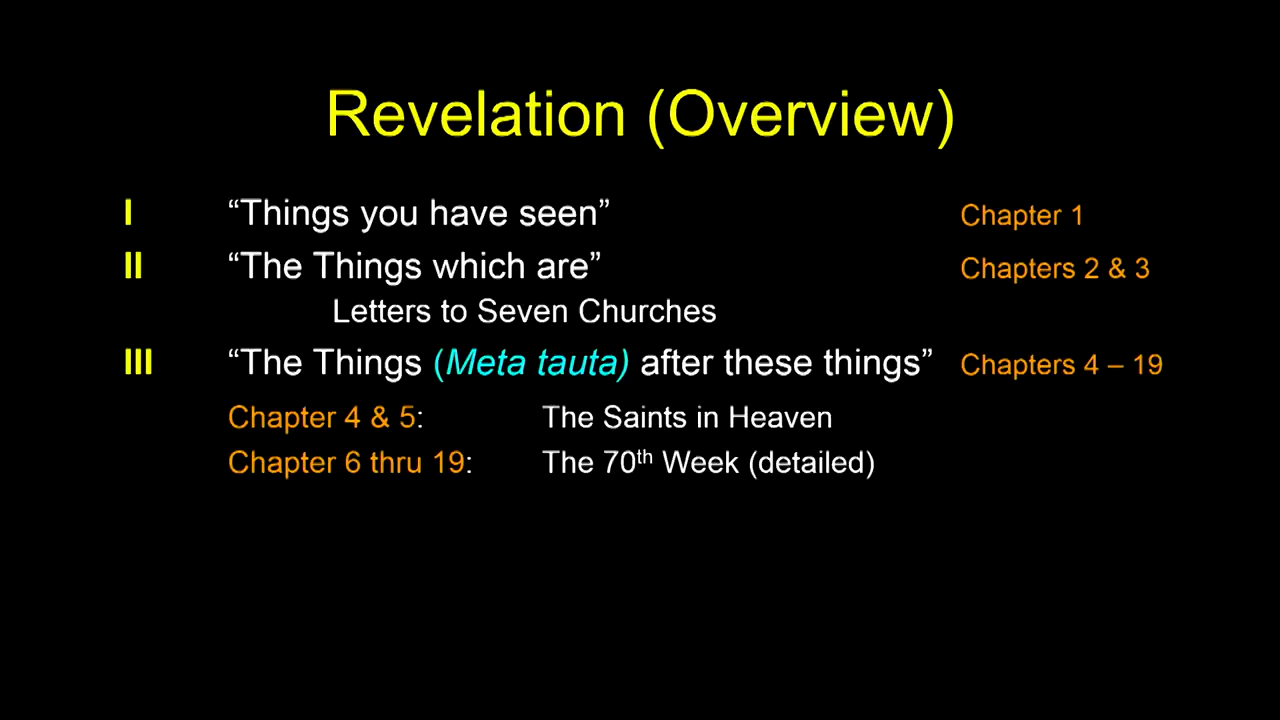 Revelation (Overview)
I “Things you have seen” Chapter 1
II “The Things which are” Chapters 2 & 3
Letters to Seven Churches
III “The Things (Meta tauta) after these things” Chapters 4 – 19
Chapter 4 & 5: The Saints in Heaven
Chapter 6 thru 19: The 70th Week (detailed)